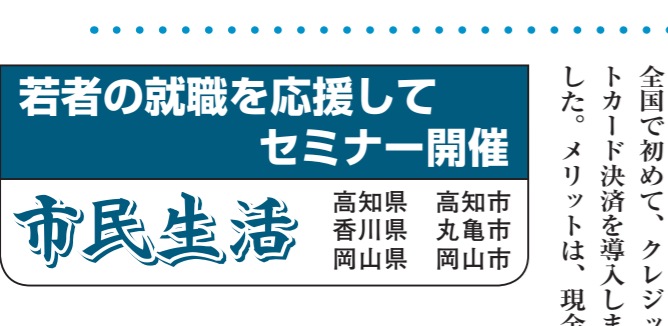 全国で初めて、クレジッ
トカード決済を導入しま
した。メリットは、現金
若者の就職を応援して
セミナー開催
市民生活
高知県 高知市
香川県 丸亀市
岡山県 岡山市